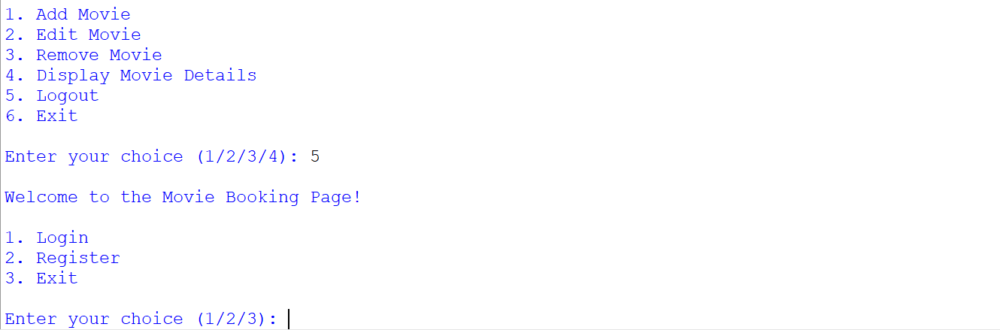 1. Add Movie
2. Edit Movie
3. Remove Movie
4. Display Movie Details
5. Logout
6. Exit
Enter your choice (1/2/3/4): 5
Welcome to the Movie Booking Page!
1. Login
2. Register
3. Exit
Enter your choice (1/2/3):